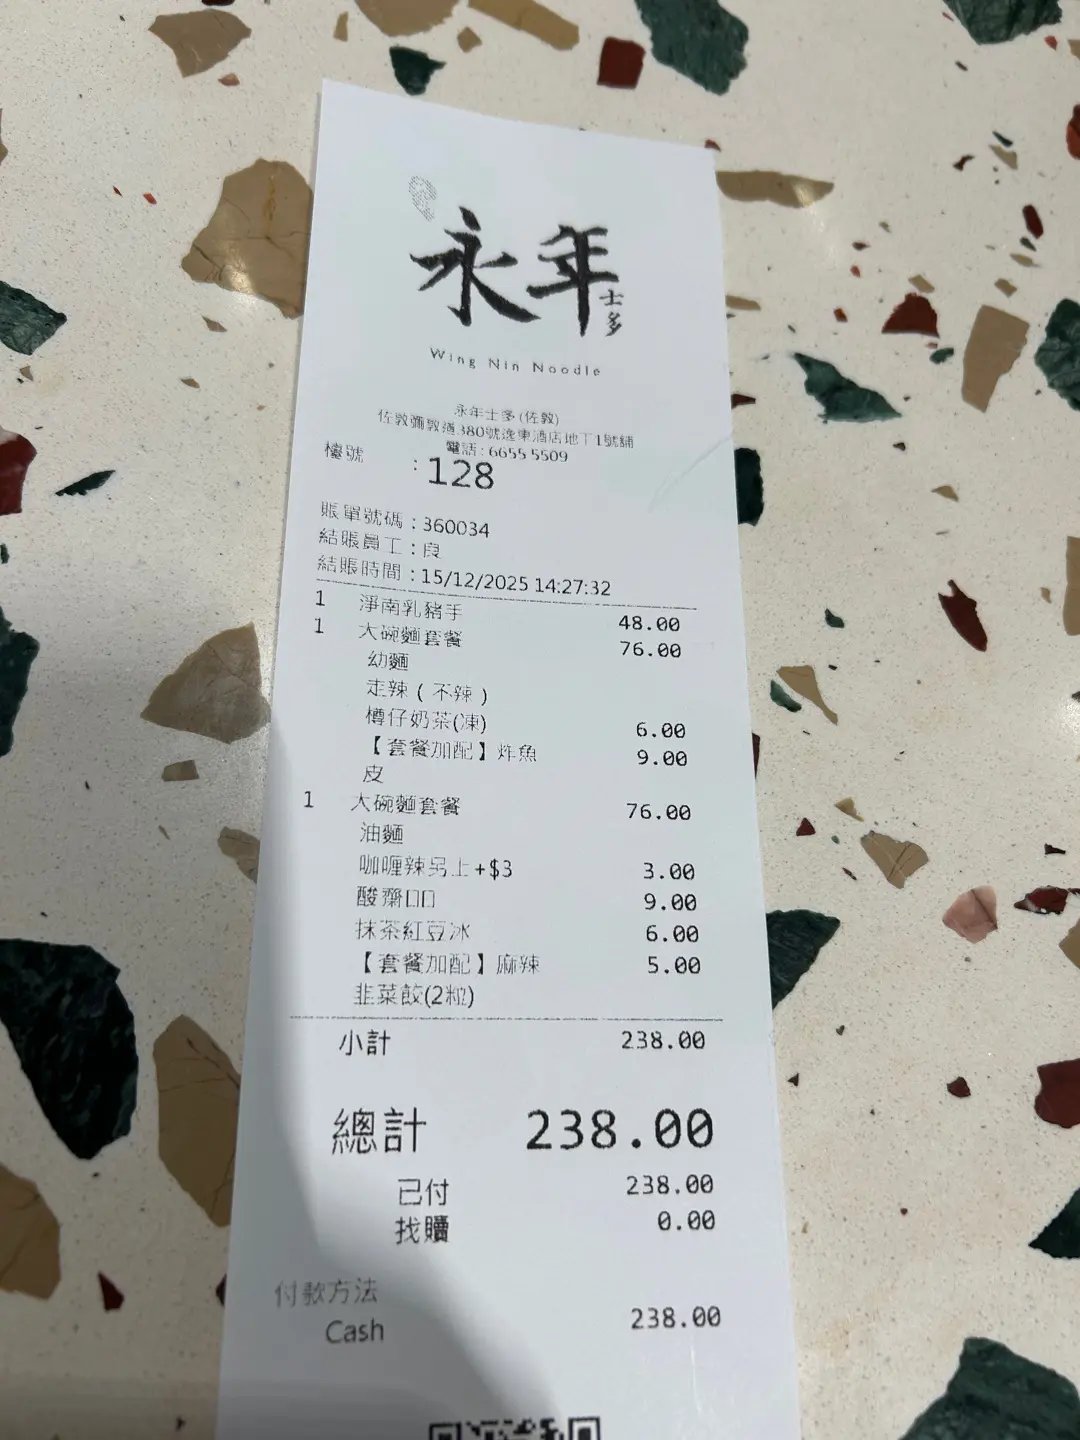 永年
士多
Wing Nin Noodle
永年士多(佐敦)
佐敦彌敦道380號逸東酒店地下1號舖
電話:6655 5509
檯號 : 128
賬單號碼 : 360034
結賬員工 : 良
結賬時間 : 15/12/2025 14:27:32
1 淨南乳豬手 48.00
1 大碗麵套餐 76.00
幼麵
走辣 ( 不辣 )
樽仔奶茶(凍) 6.00
【套餐加配】炸魚 9.00
皮
1 大碗麵套餐 76.00
油麵
咖喱辣另上+$3 3.00
酸齋口口 9.00
抹茶紅豆冰 6.00
【套餐加配】麻辣 5.00
韭菜餃(2粒)
小計 238.00
總計 238.00
已付 238.00
找贖 0.00
付款方法
Cash 238.00